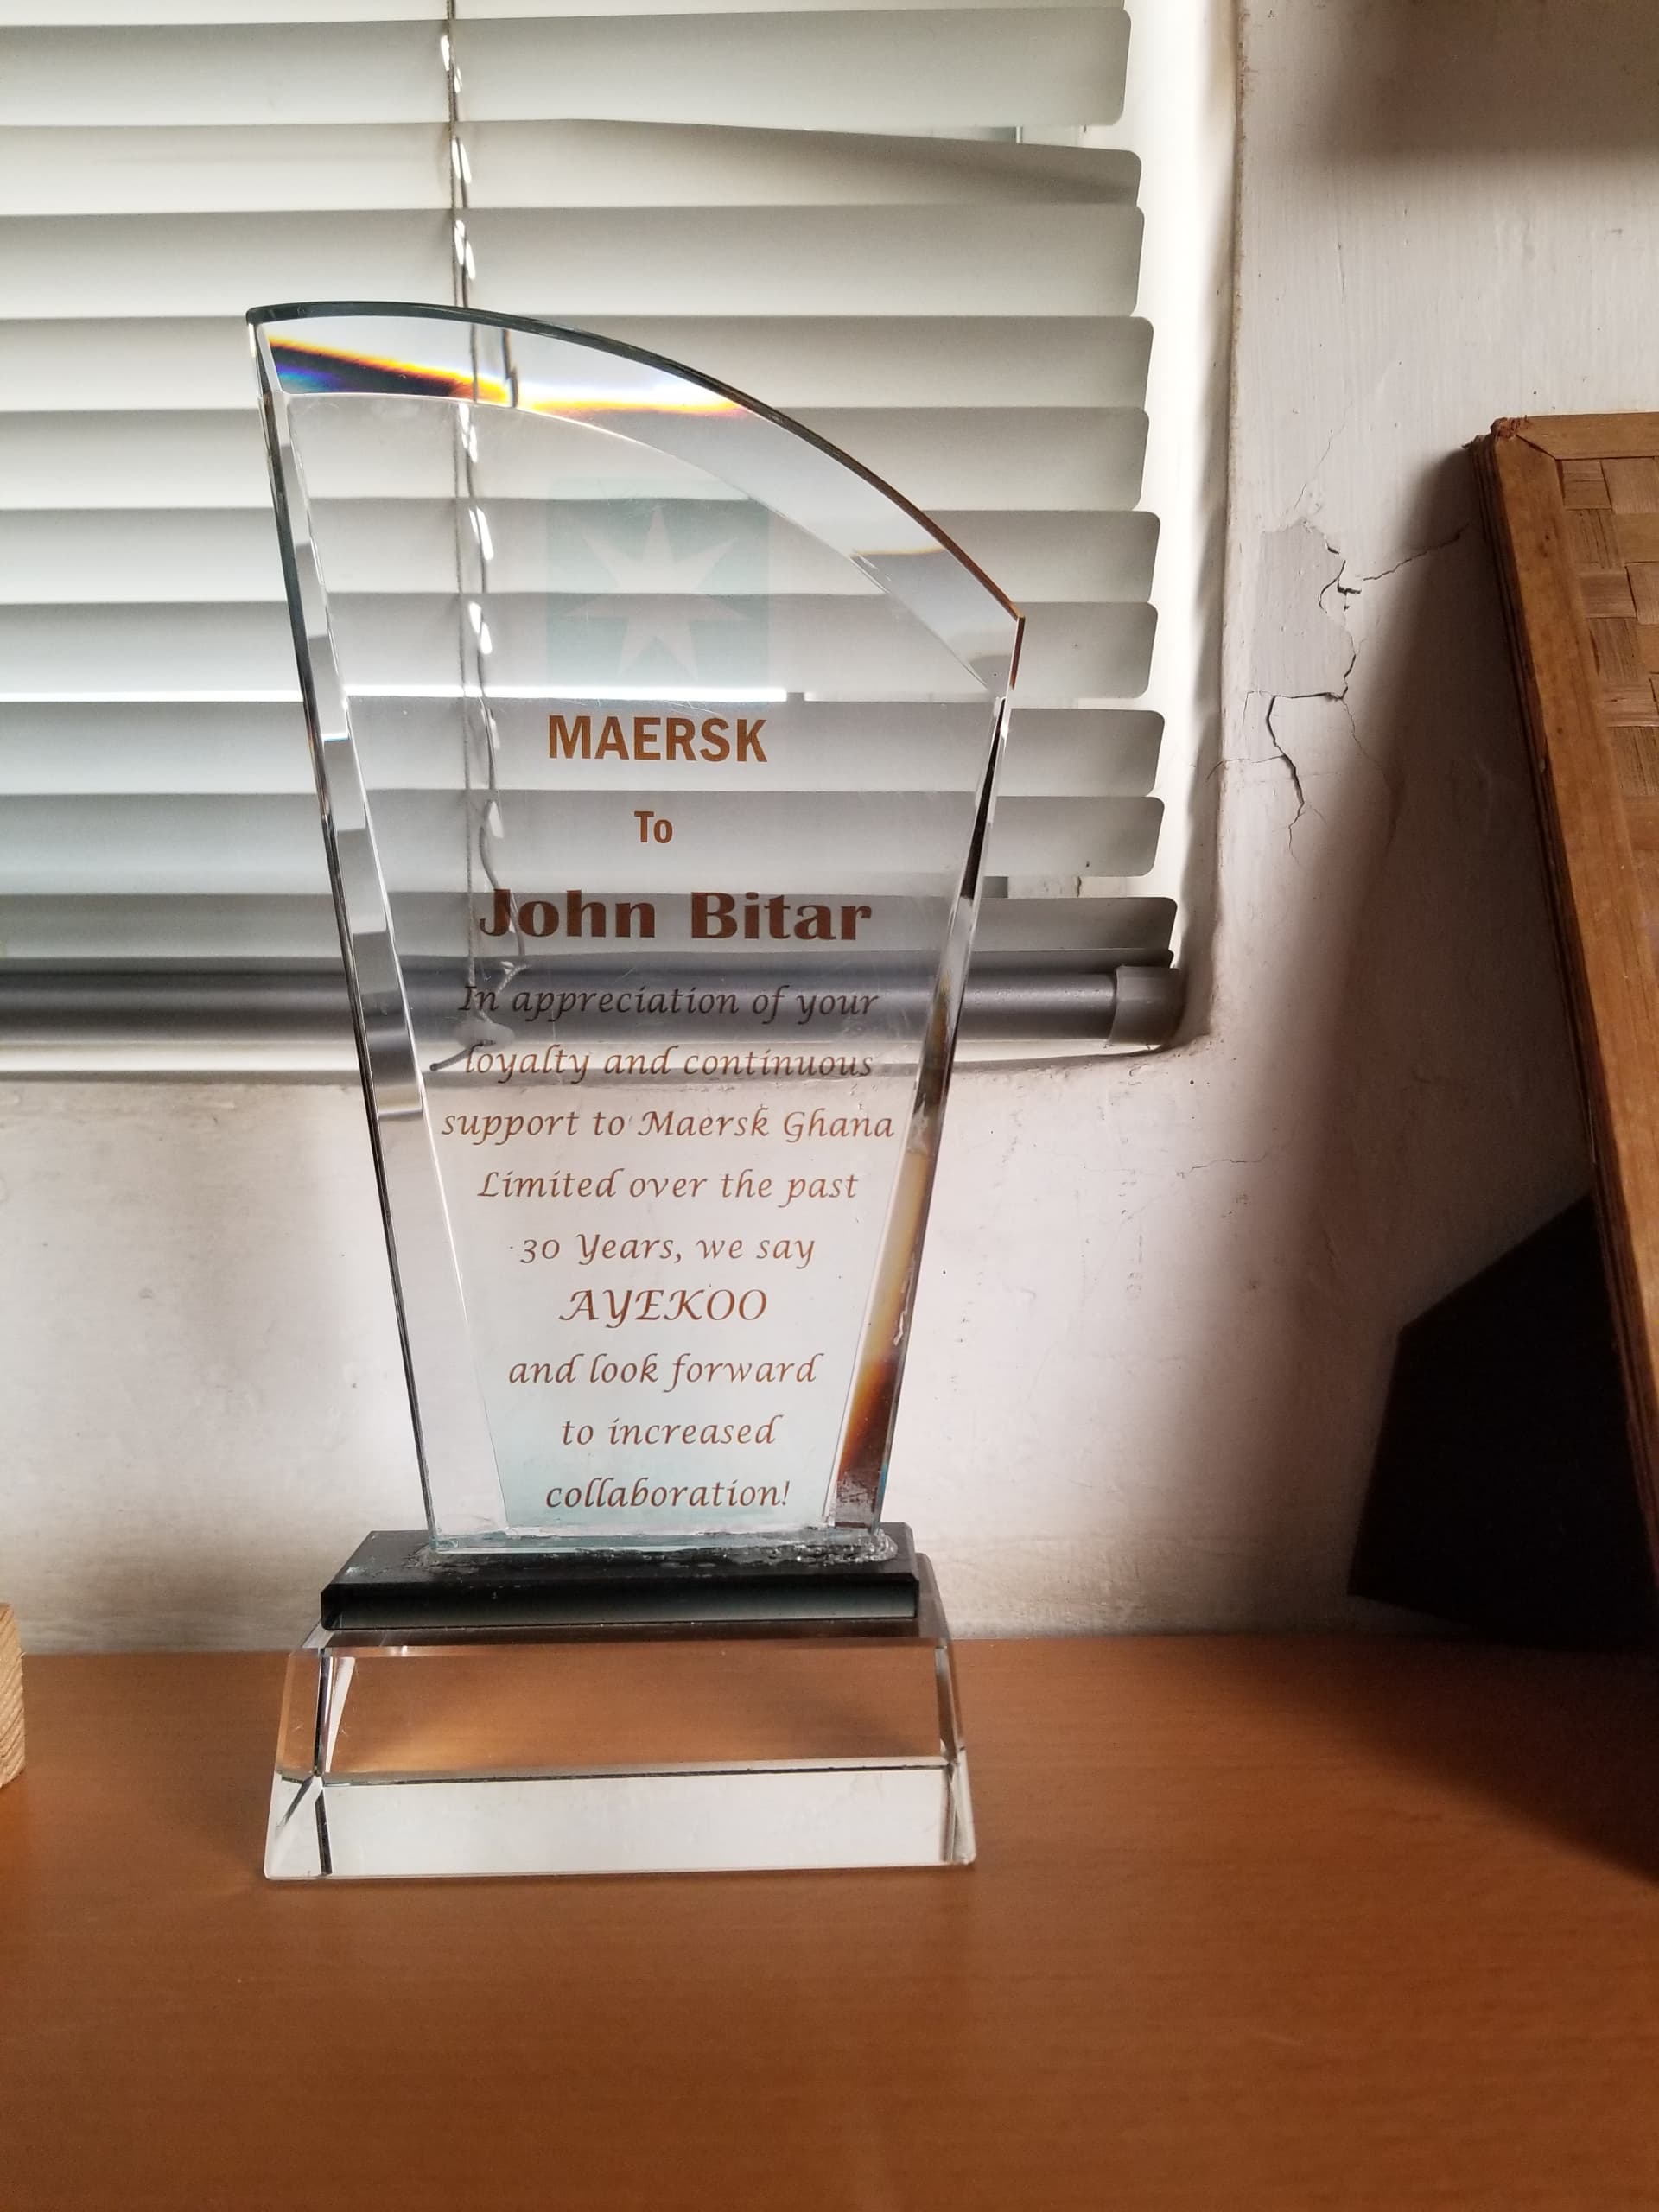 MAERSK
To
John Bitar
In appreciation of your
loyalty and continuous
support to Maersk Ghana
Limited over the past
30 Years, we say
AYEKOO
and look forward
to increased
collaboration!